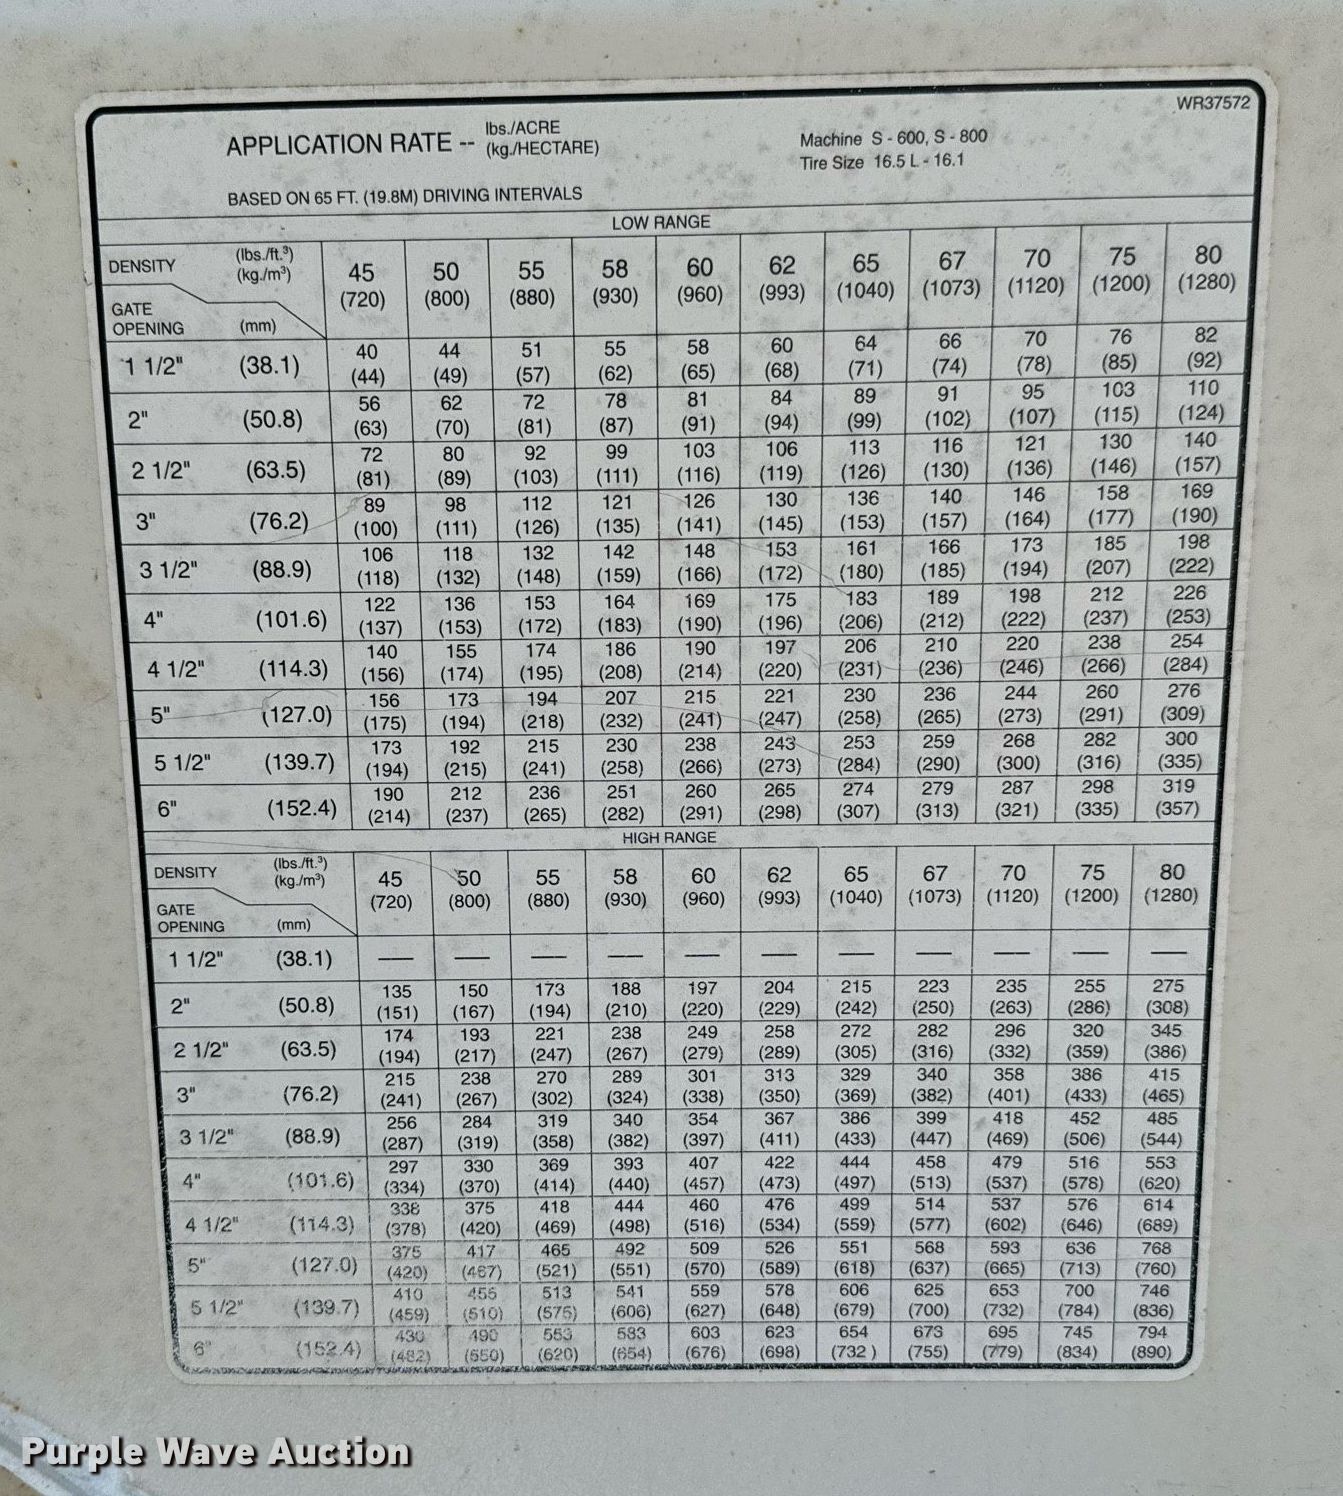 WR37572
APPLICATION RATE -- lbs./ACRE
(kg./HECTARE)
Machine S - 600, S - 800
Tire Size 16.5 L - 16.1
BASED ON 65 FT. (19.8M) DRIVING INTERVALS
LOW RANGE
DENSITY (lbs./ft.³) (kg./m³) 45 50 55 58 60 62 65 67 70 75 80
(720) (800) (880) (930) (960) (993) (1040) (1073) (1120) (1200) (1280)
GATE OPENING (mm)
1 1/2" (38.1) 40 44 51 55 58 60 64 66 70 76 82
(44) (49) (57) (62) (65) (68) (71) (74) (78) (85) (92)
2" (50.8) 56 62 72 78 81 84 89 91 95 103 110
(63) (70) (81) (87) (91) (94) (99) (102) (107) (115) (124)
2 1/2" (63.5) 72 80 92 99 103 106 113 116 121 130 140
(81) (89) (103) (111) (116) (119) (126) (130) (136) (146) (157)
3" (76.2) 89 98 112 121 126 130 136 140 146 158 169
(100) (111) (126) (135) (141) (145) (153) (157) (164) (177) (190)
3 1/2" (88.9) 106 118 132 142 148 153 161 166 173 185 198
(118) (132) (148) (159) (166) (172) (180) (185) (194) (207) (222)
4" (101.6) 122 136 153 164 169 175 183 189 198 212 226
(137) (153) (172) (183) (190) (196) (206) (212) (222) (237) (253)
4 1/2" (114.3) 140 155 174 186 190 197 206 210 220 238 254
(156) (174) (195) (208) (214) (220) (231) (236) (246) (266) (284)
5" (127.0) 156 173 194 207 215 221 230 236 244 260 276
(175) (194) (218) (232) (241) (247) (258) (265) (273) (291) (309)
5 1/2" (139.7) 173 192 215 230 238 243 253 259 268 282 300
(194) (215) (241) (258) (266) (273) (284) (290) (300) (316) (335)
6" (152.4) 190 212 236 251 260 265 274 279 287 298 319
(214) (237) (265) (282) (291) (298) (307) (313) (321) (335) (357)
HIGH RANGE
DENSITY (lbs./ft.³) (kg./m³) 45 50 55 58 60 62 65 67 70 75 80
(720) (800) (880) (930) (960) (993) (1040) (1073) (1120) (1200) (1280)
GATE OPENING (mm)
1 1/2" (38.1) — — — — — — — — — — —
2" (50.8) 135 150 173 188 197 204 215 223 235 255 275
(151) (167) (194) (210) (220) (229) (242) (250) (263) (286) (308)
2 1/2" (63.5) 174 193 221 238 249 258 272 282 296 320 345
(194) (217) (247) (267) (279) (289) (305) (316) (332) (359) (386)
3" (76.2) 215 238 270 289 301 313 329 340 358 386 415
(241) (267) (302) (324) (338) (350) (369) (382) (401) (433) (465)
3 1/2" (88.9) 256 284 319 340 354 367 386 399 418 452 485
(287) (319) (358) (382) (397) (411) (433) (447) (469) (506) (544)
4" (101.6) 297 330 369 393 407 422 444 458 479 516 553
(334) (370) (414) (440) (457) (473) (497) (513) (537) (578) (620)
4 1/2" (114.3) 338 375 418 444 460 476 499 514 537 576 614
(378) (420) (469) (498) (516) (534) (559) (577) (602) (646) (689)
5" (127.0) 375 417 465 492 509 526 551 568 593 636 768
(420) (467) (521) (551) (570) (589) (618) (637) (665) (713) (760)
5 1/2" (139.7) 410 455 513 541 559 578 606 625 653 700 746
(459) (510) (575) (606) (627) (648) (679) (700) (732) (784) (836)
6" (152.4) 430 490 553 583 603 623 654 673 695 745 794
(482) (550) (620) (654) (676) (698) (732 ) (755) (779) (834) (890)
Purple Wave Auction